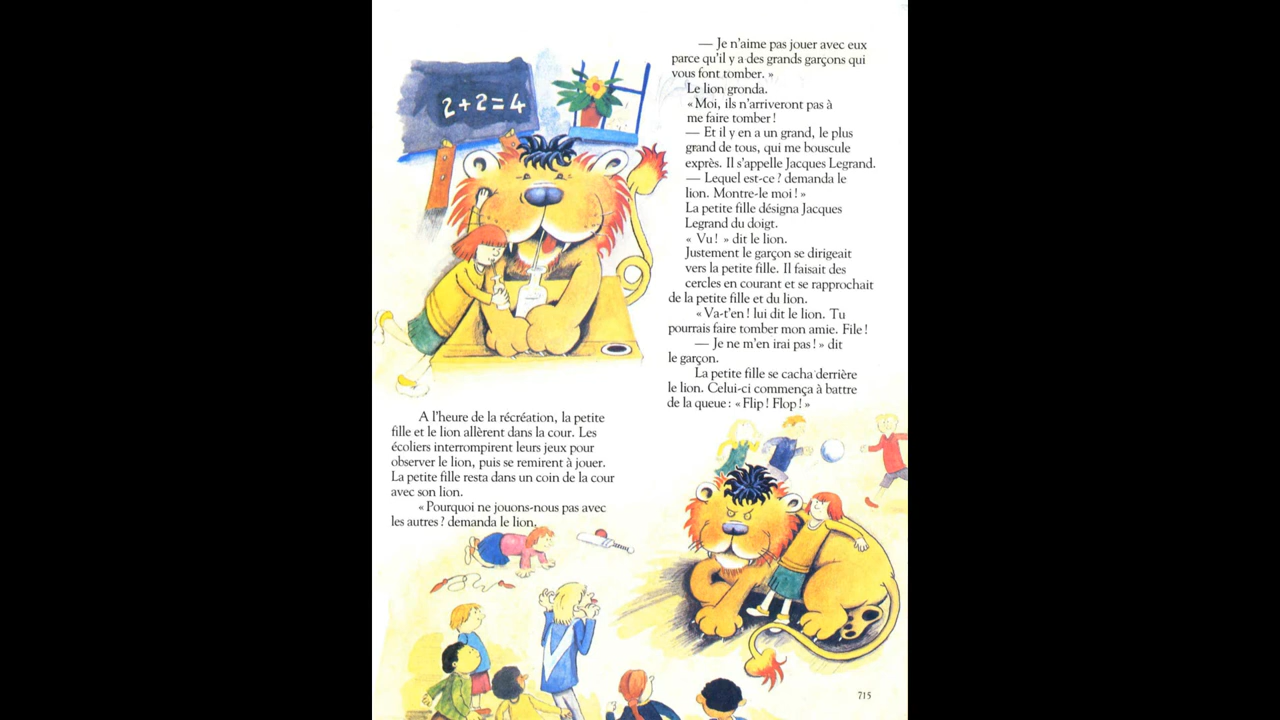 2+2=4
A l'heure de la récréation, la petite
fille et le lion allèrent dans la cour. Les
écoliers interrompirent leurs jeux pour
observer le lion, puis se remirent à jouer.
La petite fille resta dans un coin de la cour
avec son lion.
« Pourquoi ne jouons-nous pas avec
les autres ? demanda le lion.
— Je n'aime pas jouer avec eux
parce qu'il y a des grands garçons qui
vous font tomber. »
Le lion gronda.
« Moi, ils n'arriveront pas à
me faire tomber !
— Et il y en a un grand, le plus
grand de tous, qui me bouscule
exprès. Il s'appelle Jacques Legrand.
— Lequel est-ce ? demanda le
lion. Montre-le moi ! »
La petite fille désigna Jacques
Legrand du doigt.
« Vu ! » dit le lion.
Justement le garçon se dirigeait
vers la petite fille. Il faisait des
cercles en courant et se rapprochait
de la petite fille et du lion.
« Va-t'en ! lui dit le lion. Tu
pourrais faire tomber mon amie. File !
— Je ne m'en irai pas ! » dit
le garçon.
La petite fille se cacha derrière
le lion. Celui-ci commença à battre
de la queue : « Flip ! Flop ! »
715